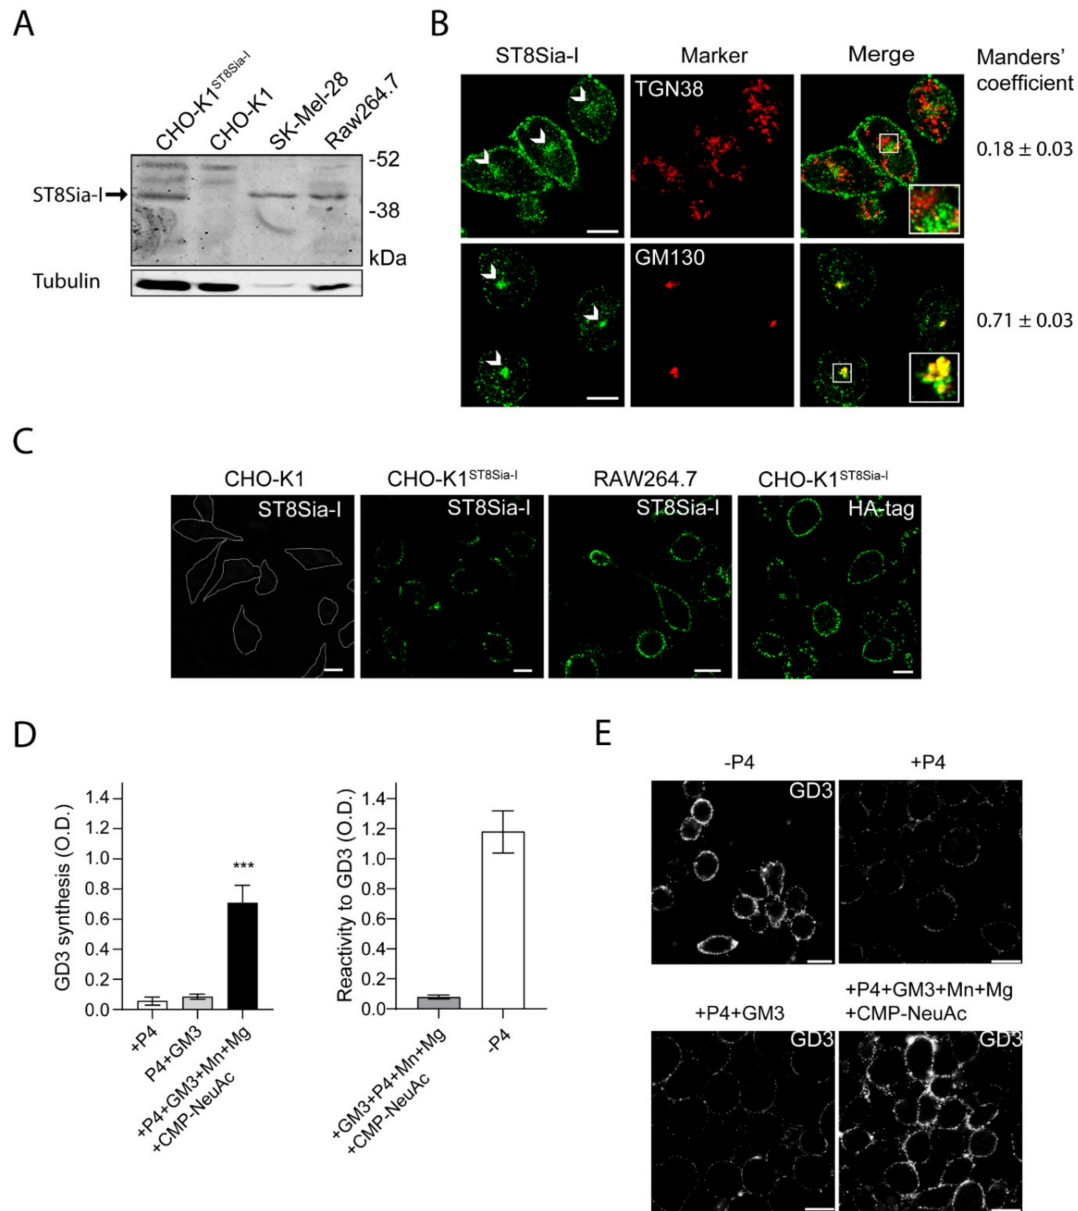 A
CHO-K1ST8Sia-I
CHO-K1
SK-Mel-28
Raw264.7
-52
ST8Sia-I
-38
kDa
Tubulin
B
ST8Sia-I
Marker
Merge
Manders'
coefficient
TGN38
0.18 ± 0.03
GM130
0.71 ± 0.03
C
CHO-K1
CHO-K1ST8Sia-I
RAW264.7
CHO-K1ST8Sia-I
ST8Sia-I
ST8Sia-I
ST8Sia-I
HA-tag
D
GD3 synthesis (O.D.)
1.4
1.2
1.0
0.8
0.6
0.4
0.2
0.0
***
+P4
P4+GM3
+P4+GM3+Mn+Mg
+CMP-NeuAc
Reactivity to GD3 (O.D.)
1.4
1.2
1.0
0.8
0.6
0.4
0.2
0.0
+GM3+P4+Mn+Mg
+CMP-NeuAc
-P4
E
-P4
+P4
GD3
+P4+GM3
+P4+GM3+Mn+Mg
+CMP-NeuAc
GD3
GD3